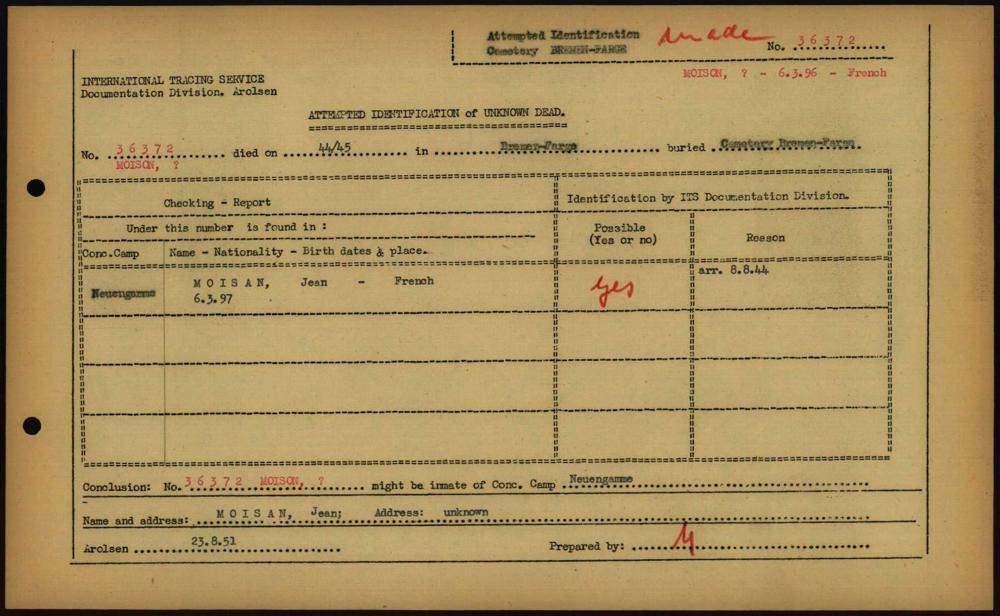 Attempted Identification made
Cemetery BREMEN-FARGE No. 36372
MOISON, ? - 6.3.96 - French
INTERNATIONAL TRACING SERVICE
Documentation Division. Arolsen
ATTEMPTED IDENTIFICATION of UNKNOWN DEAD.
No. 36372 died on 44/45 in Bremen-Farge buried Cemetery Bremen-Farge
MOISON, ?
Checking - Report
Identification by ITS Documentation Division.
Under this number is found in :
Possible
(Yes or no)
Reason
Conc.Camp Name - Nationality - Birth dates & place.
Neuengamme MOISAN, Jean - French
6.3.97
yes
arr. 8.8.44
Conclusion: No. 36372 MOISON, ? might be inmate of Conc. Camp Neuengamme
Name and address: MOISAN, Jean; Address: unknown
Arolsen 23.8.51 Prepared by: